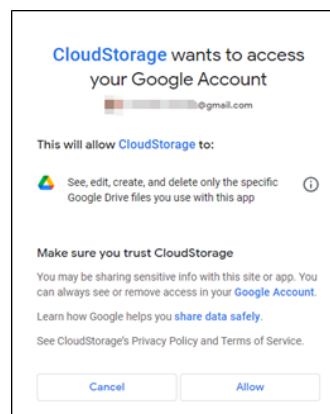 CloudStorage wants to access
your Google Account
@gmail.com
This will allow CloudStorage to:
See, edit, create, and delete only the specific
Google Drive files you use with this app
Make sure you trust CloudStorage
You may be sharing sensitive info with this site or app. You
can always see or remove access in your Google Account.
Learn how Google helps you share data safely.
See CloudStorage's Privacy Policy and Terms of Service.
Cancel
Allow